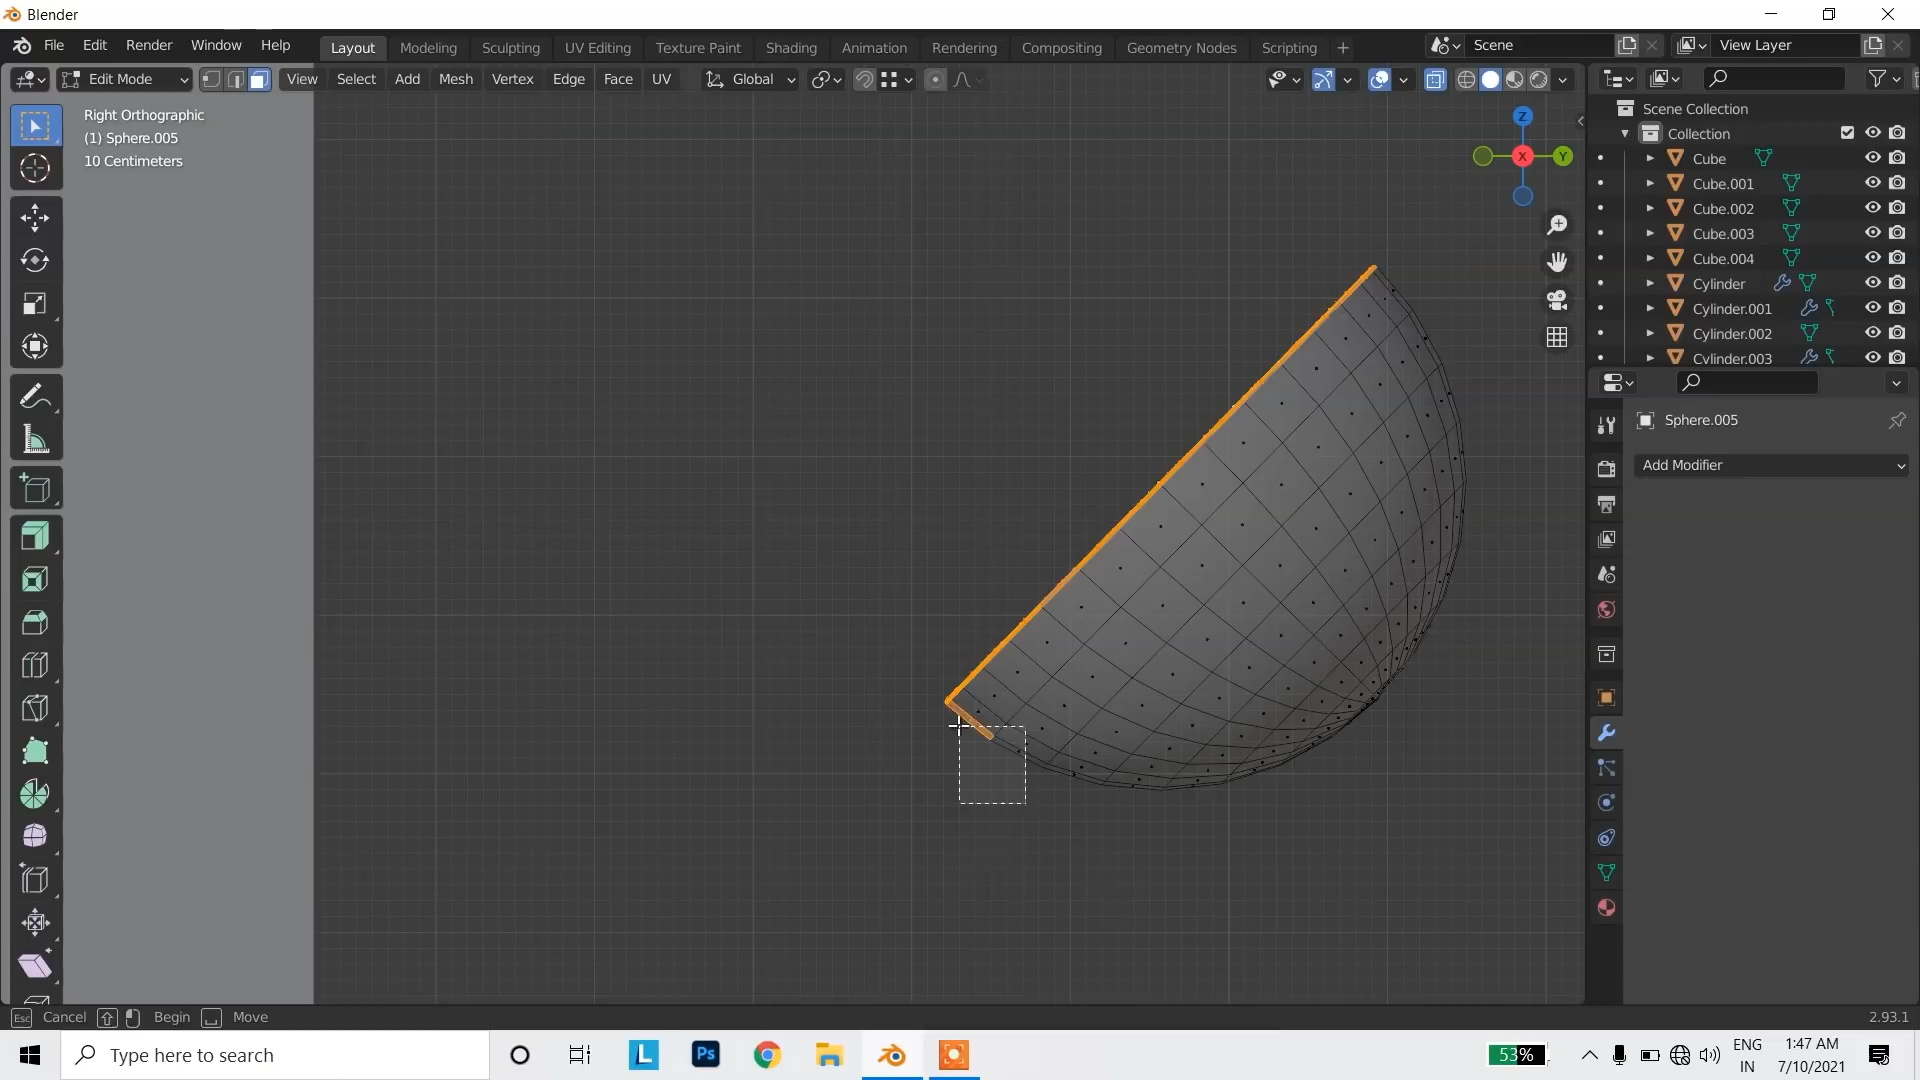 Blender
File Edit Render Window Help Layout Modeling Sculpting UV Editing Texture Paint Shading Animation Rendering Compositing Geometry Nodes Scripting + Scene View Layer
Edit Mode View Select Add Mesh Vertex Edge Face UV Global
Right Orthographic
(1) Sphere.005
10 Centimeters
Z
X Y
Scene Collection
Collection
Cube
Cube.001
Cube.002
Cube.003
Cube.004
Cylinder
Cylinder.001
Cylinder.002
Cylinder.003
Sphere.005
Add Modifier
Esc Cancel Begin Move 2.93.1
Type here to search L Ps 53% ENG IN 1:47 AM 7/10/2021